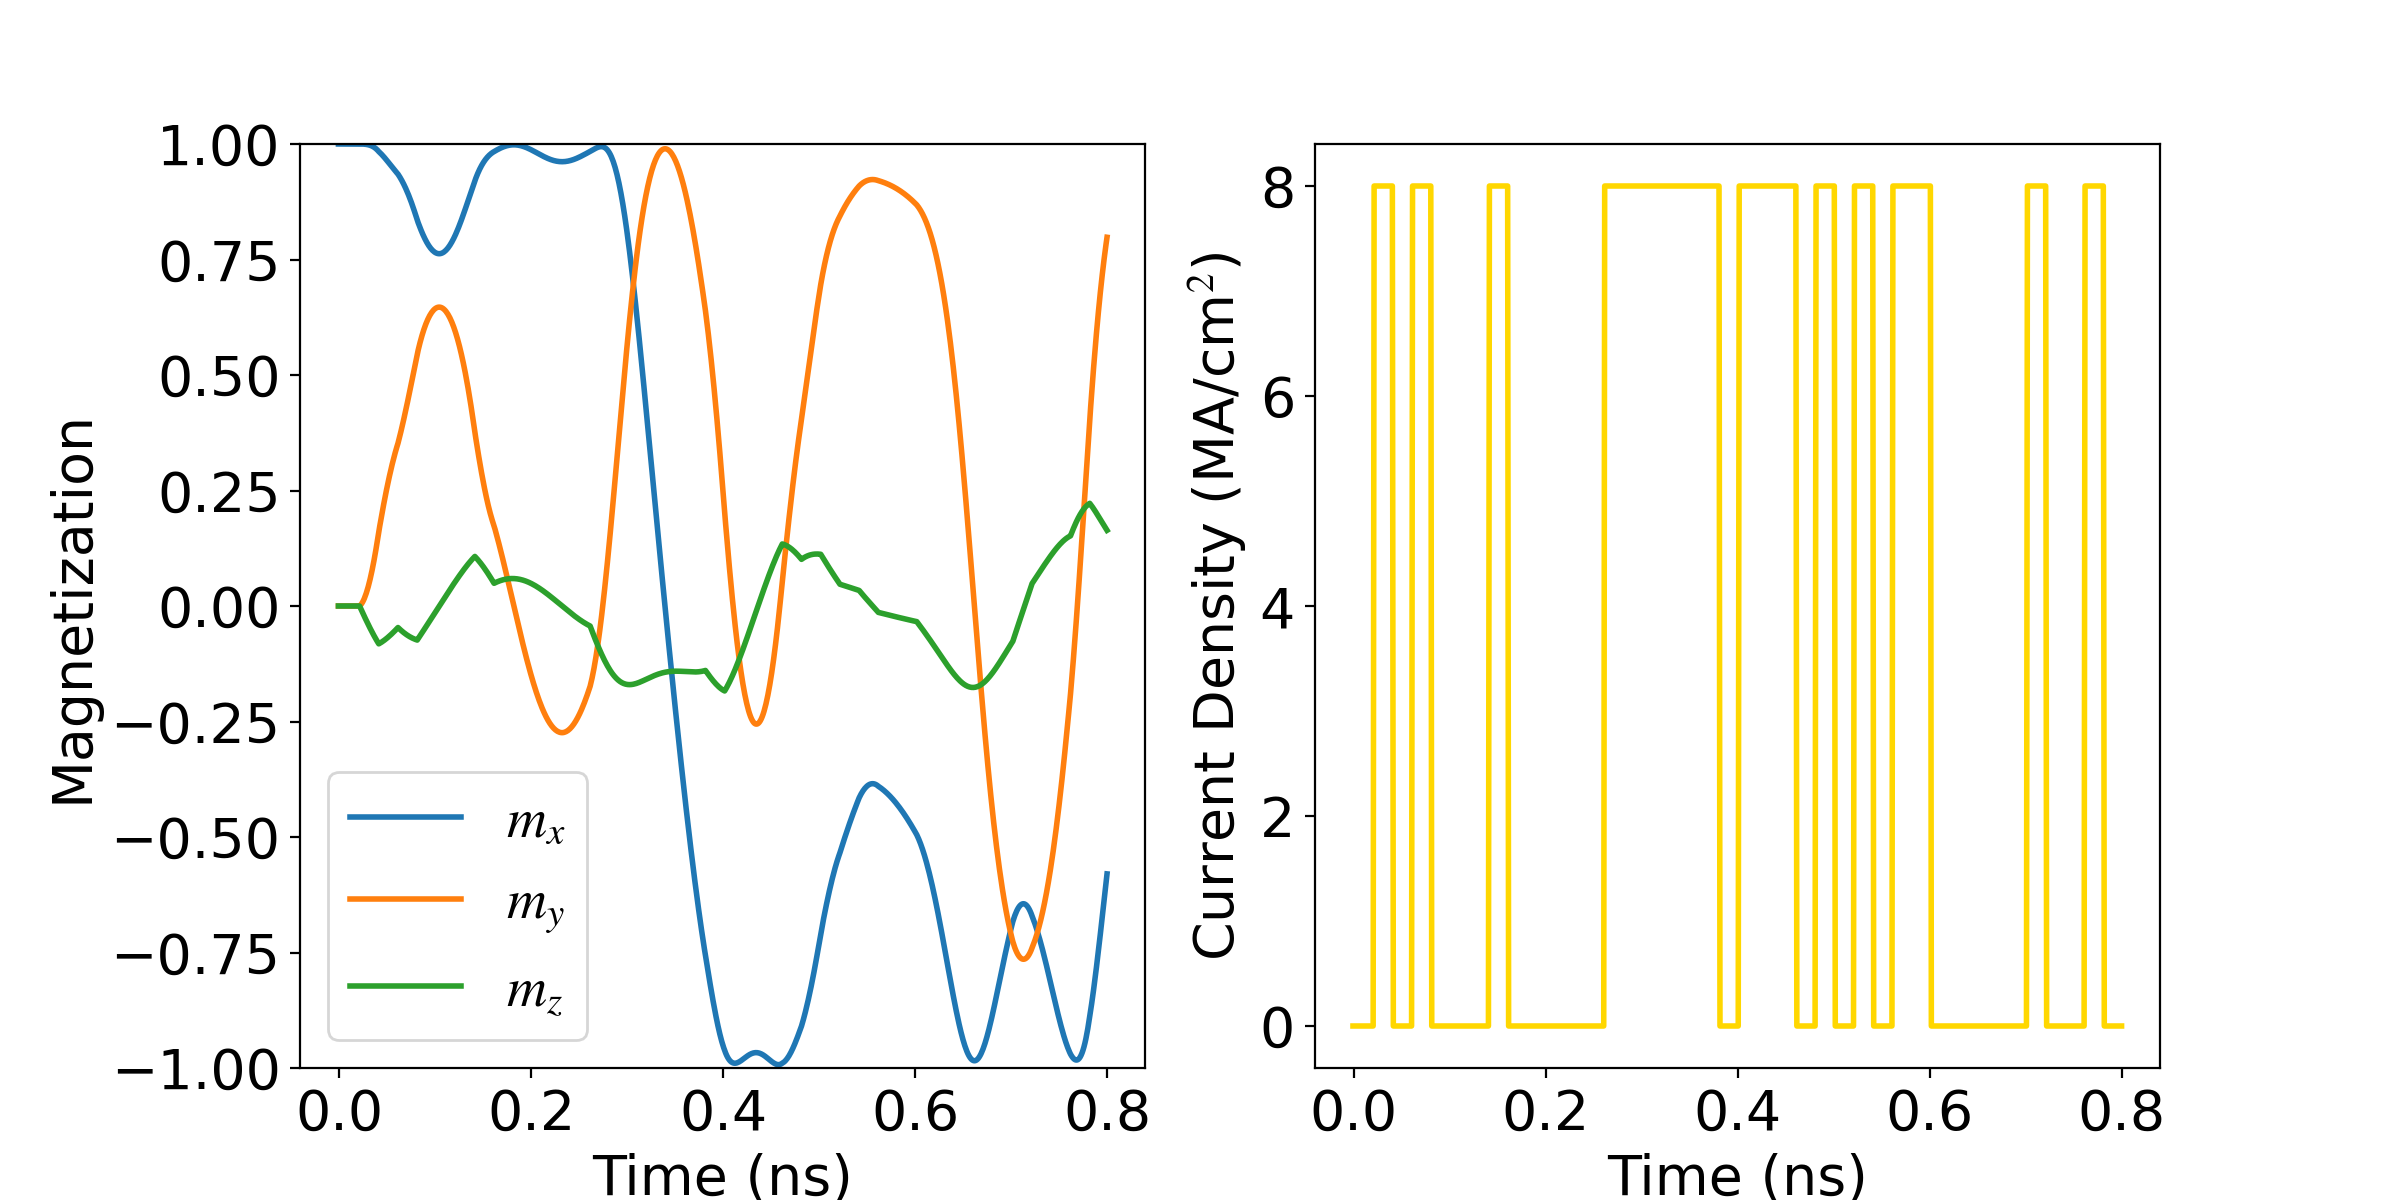 Magnetization
1.00
0.75
0.50
0.25
0.00
−0.25
−0.50
−0.75
−1.00
0.0 0.2 0.4 0.6 0.8
Time (ns)
mₓ
m_y
m_z
Current Density (MA/cm²)
8
6
4
2
0
0.0 0.2 0.4 0.6 0.8
Time (ns)